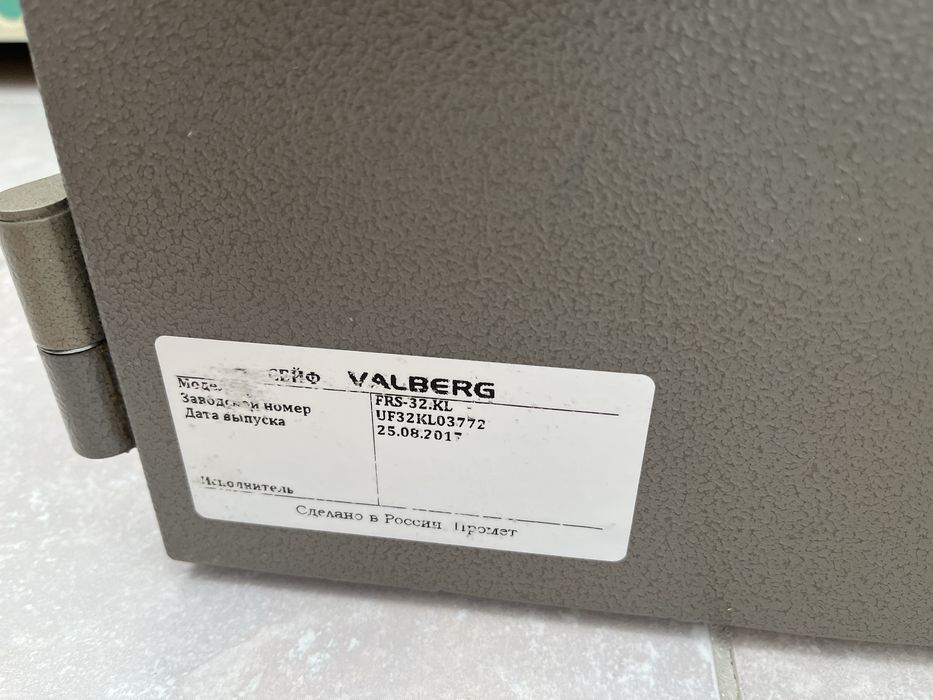 СЕЙФ VALBERG
FRS-32.KL
Заводской номер UF32KL03772
Дата выпуска 25.08.2017
Исполнитель
Сделано в России Промет